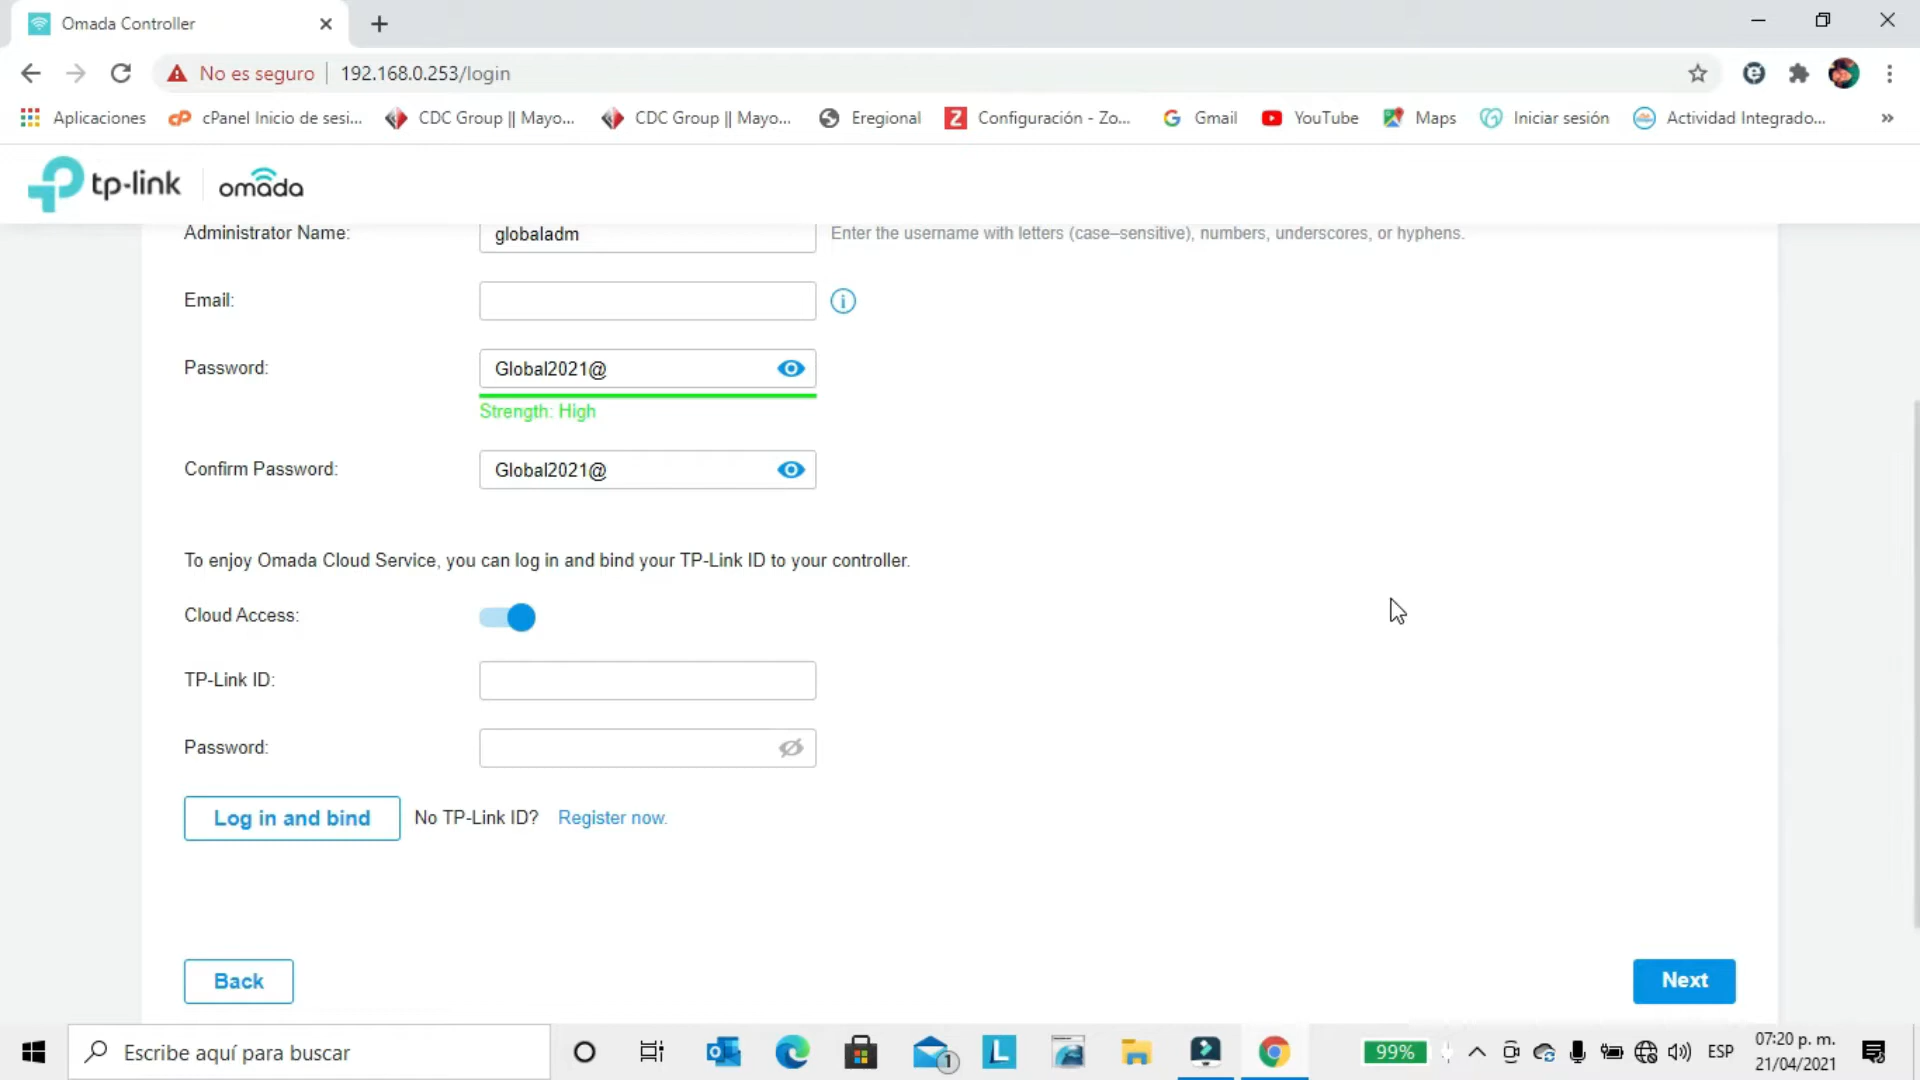 Omada Controller
No es seguro 192.168.0.253/login
Aplicaciones cPanel Inicio de sesi... CDC Group || Mayo... CDC Group || Mayo... Eregional Configuración - Zo... Gmail YouTube Maps Iniciar sesión Actividad Integrado... »
tp-link omada
Administrator Name: globaladm Enter the username with letters (case–sensitive), numbers, underscores, or hyphens.
Email:
Password: Global2021@
Strength: High
Confirm Password: Global2021@
To enjoy Omada Cloud Service, you can log in and bind your TP-Link ID to your controller.
Cloud Access:
TP-Link ID:
Password:
Log in and bind No TP-Link ID? Register now.
Back Next
Escribe aquí para buscar 1 99% ESP 07:20 p. m.
21/04/2021